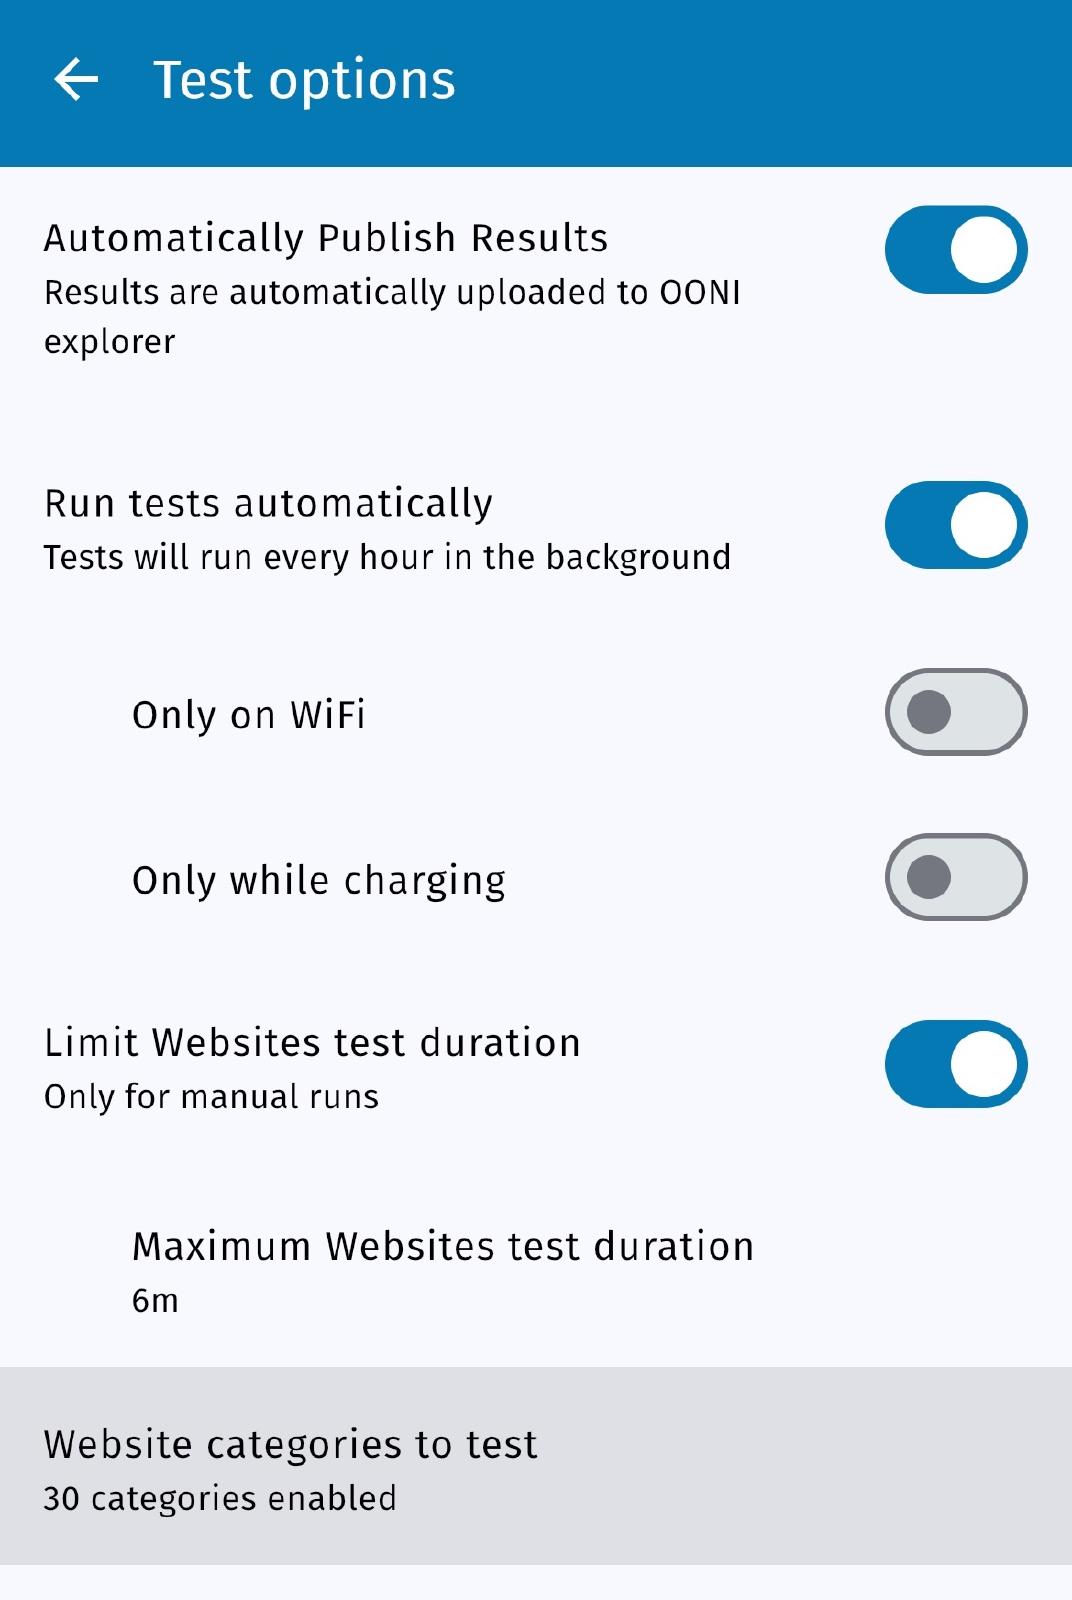 Test options
Automatically Publish Results
Results are automatically uploaded to OONI
explorer
Run tests automatically
Tests will run every hour in the background
Only on WiFi
Only while charging
Limit Websites test duration
Only for manual runs
Maximum Websites test duration
6m
Website categories to test
30 categories enabled